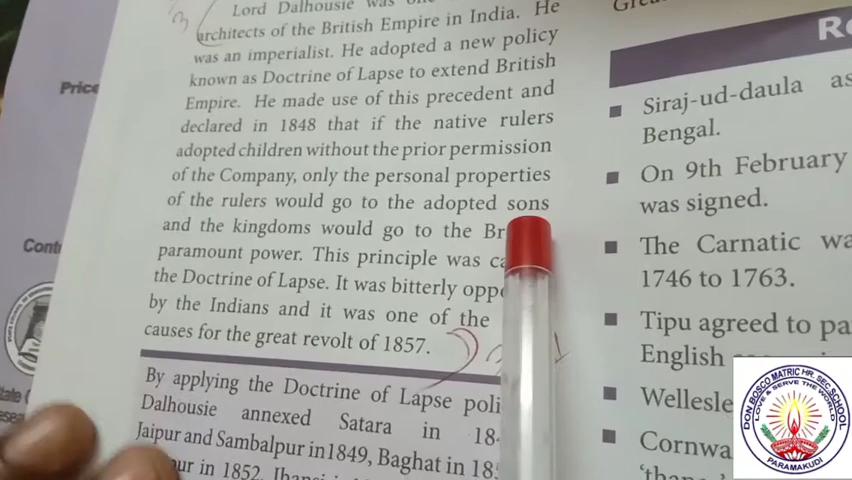 Lord Dalhousie was
architects of the British Empire in India. He
was an imperialist. He adopted a new policy
known as Doctrine of Lapse to extend British
Empire. He made use of this precedent and
declared in 1848 that if the native rulers
adopted children without the prior permission
of the Company, only the personal properties
of the rulers would go to the adopted sons
and the kingdoms would go to the
paramount power. This principle was
the Doctrine of Lapse. It was bitterly
by the Indians and it was one of the
causes for the great revolt of 1857.
By applying the Doctrine of Lapse
Dalhousie annexed Satara in
Jaipur and Sambalpur in 1849, Baghat in
in 1852,
Siraj-ud-daula
Bengal.
On 9th February
was signed.
The Carnatic
1746 to 1763.
Tipu agreed to
English
Price
DON BOSCO MATRIC HR. SEC. SCHOOL
LOVE & SERVE THE WORLD
PARAMAKUDI